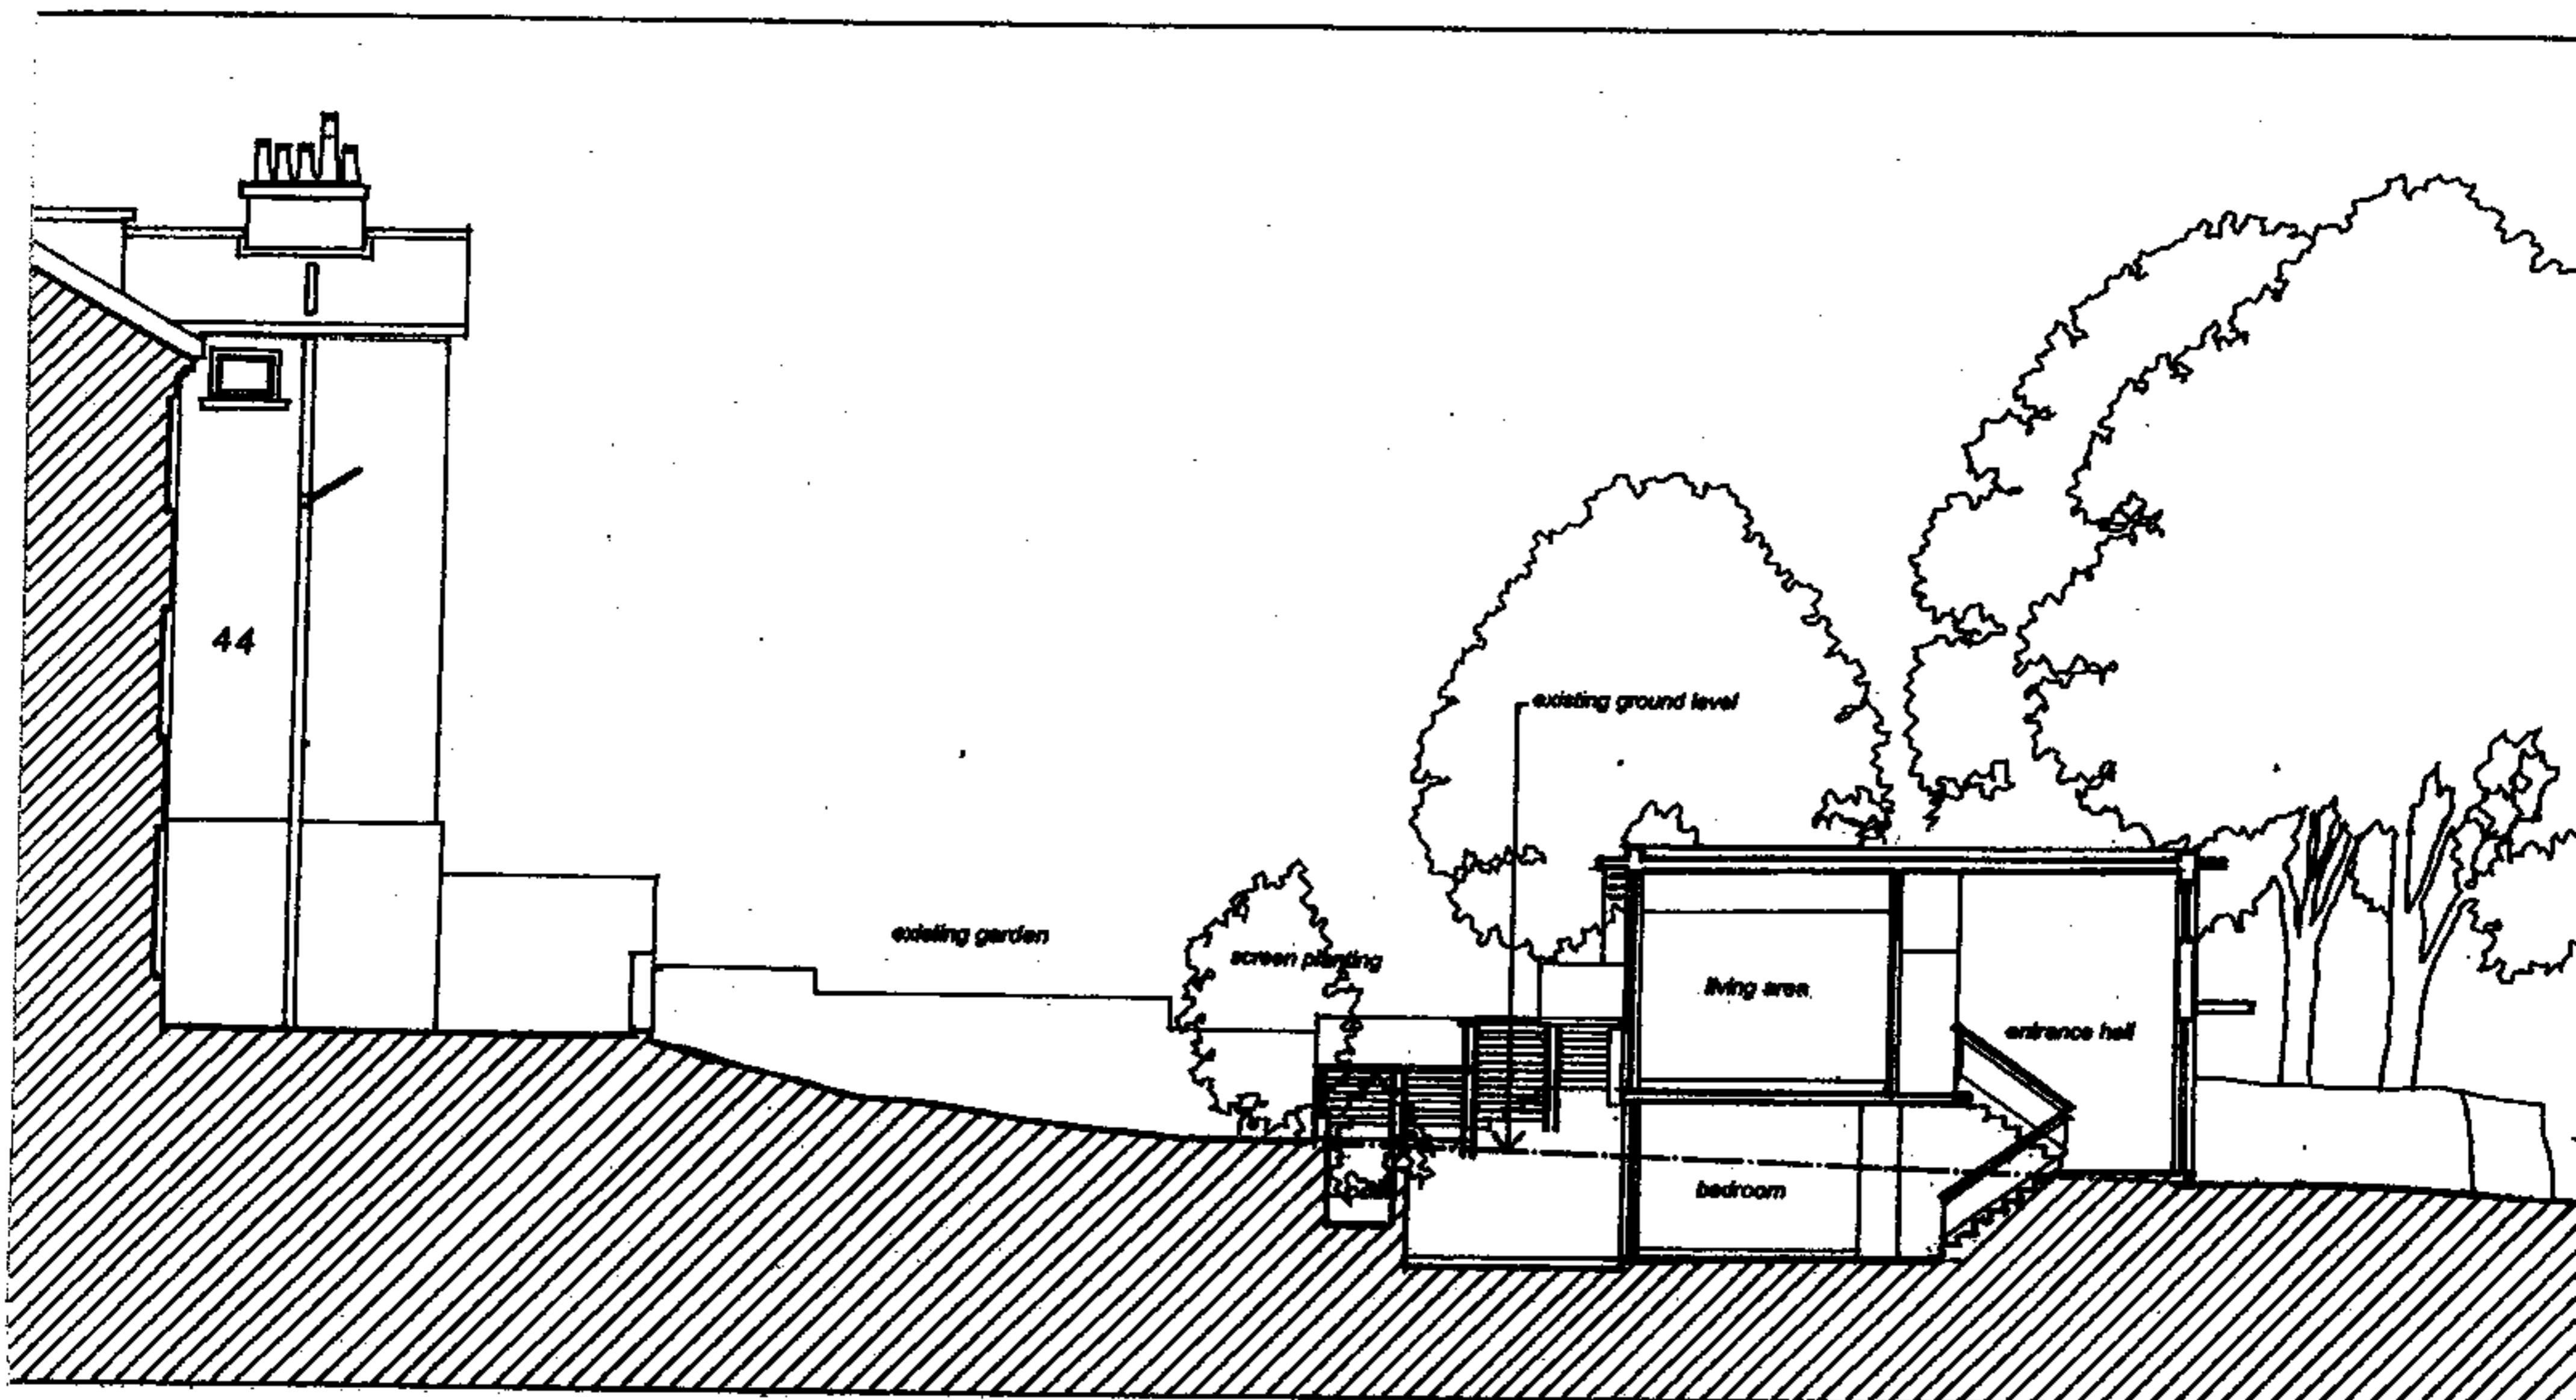 44
existing ground level
existing garden
screen planting
living area
entrance hall
bedroom